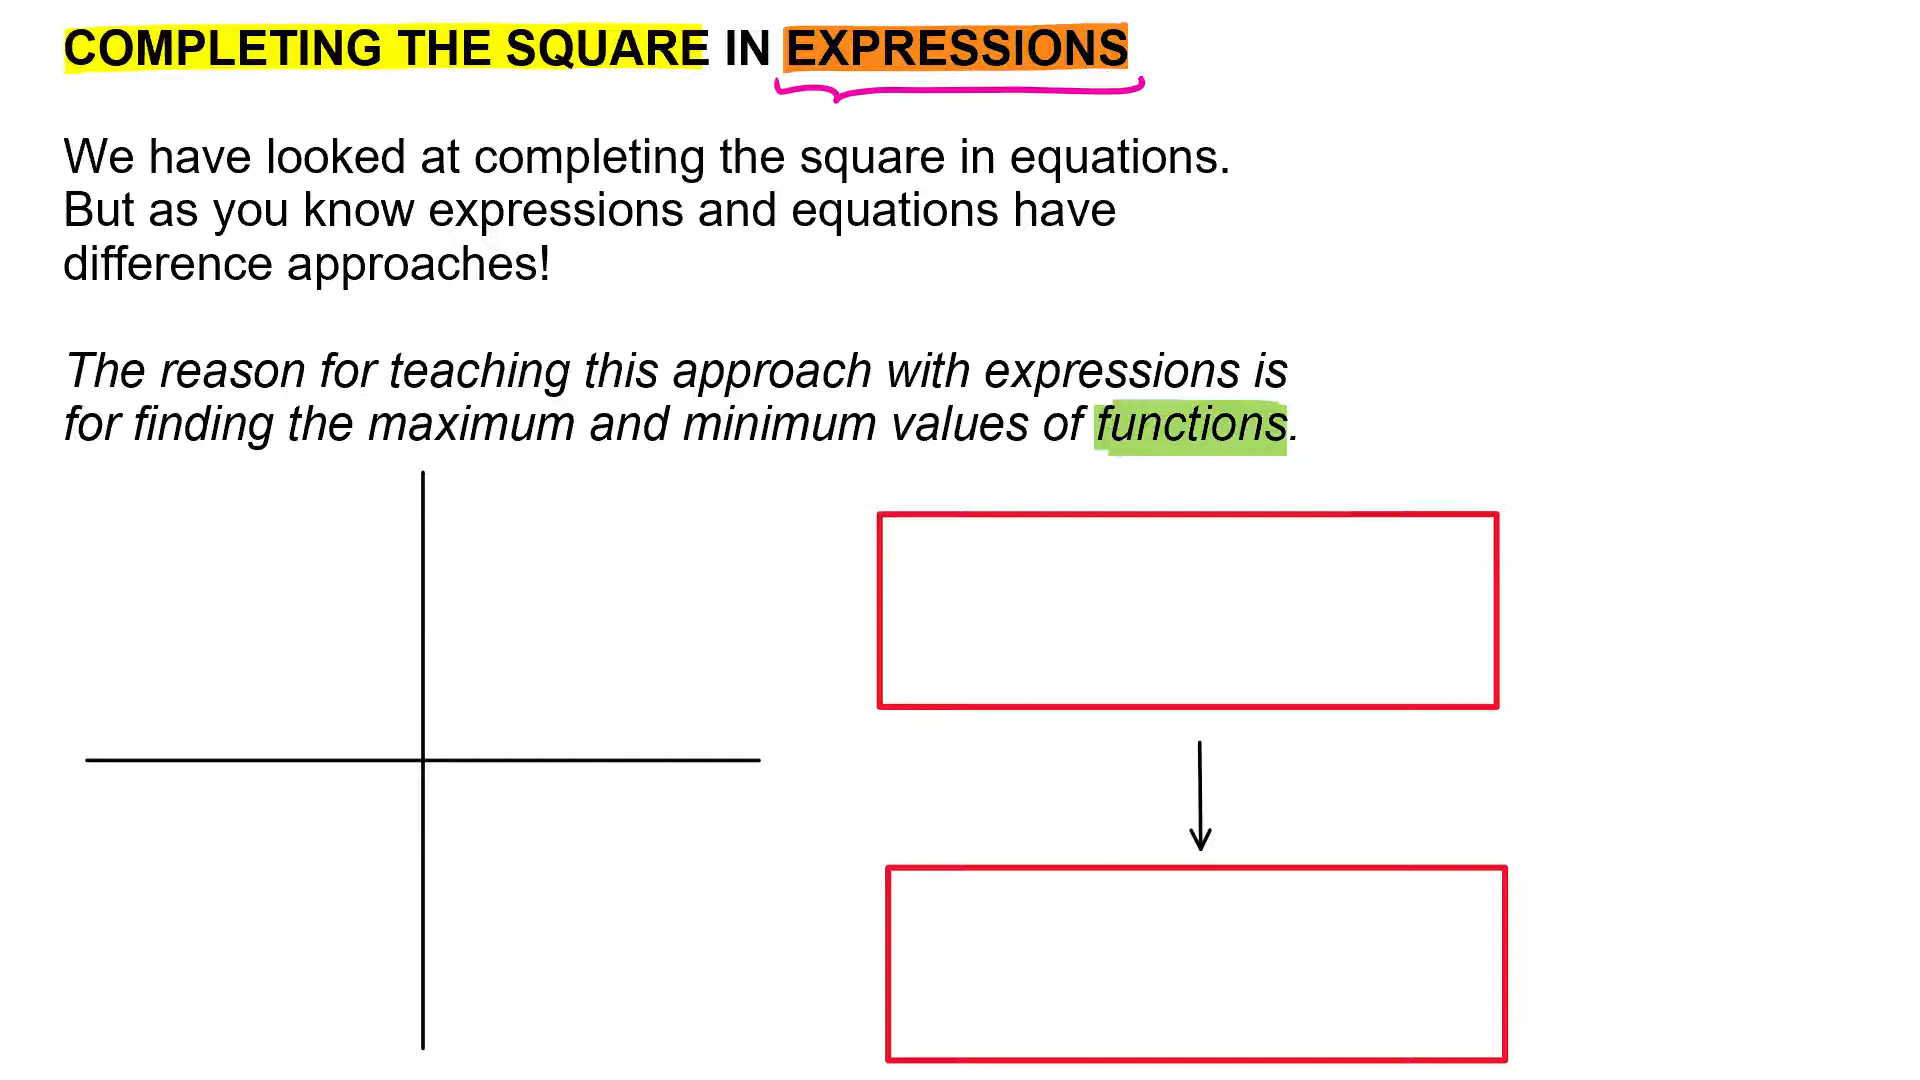 COMPLETING THE SQUARE IN EXPRESSIONS
We have looked at completing the square in equations.
But as you know expressions and equations have
difference approaches!
The reason for teaching this approach with expressions is
for finding the maximum and minimum values of functions.